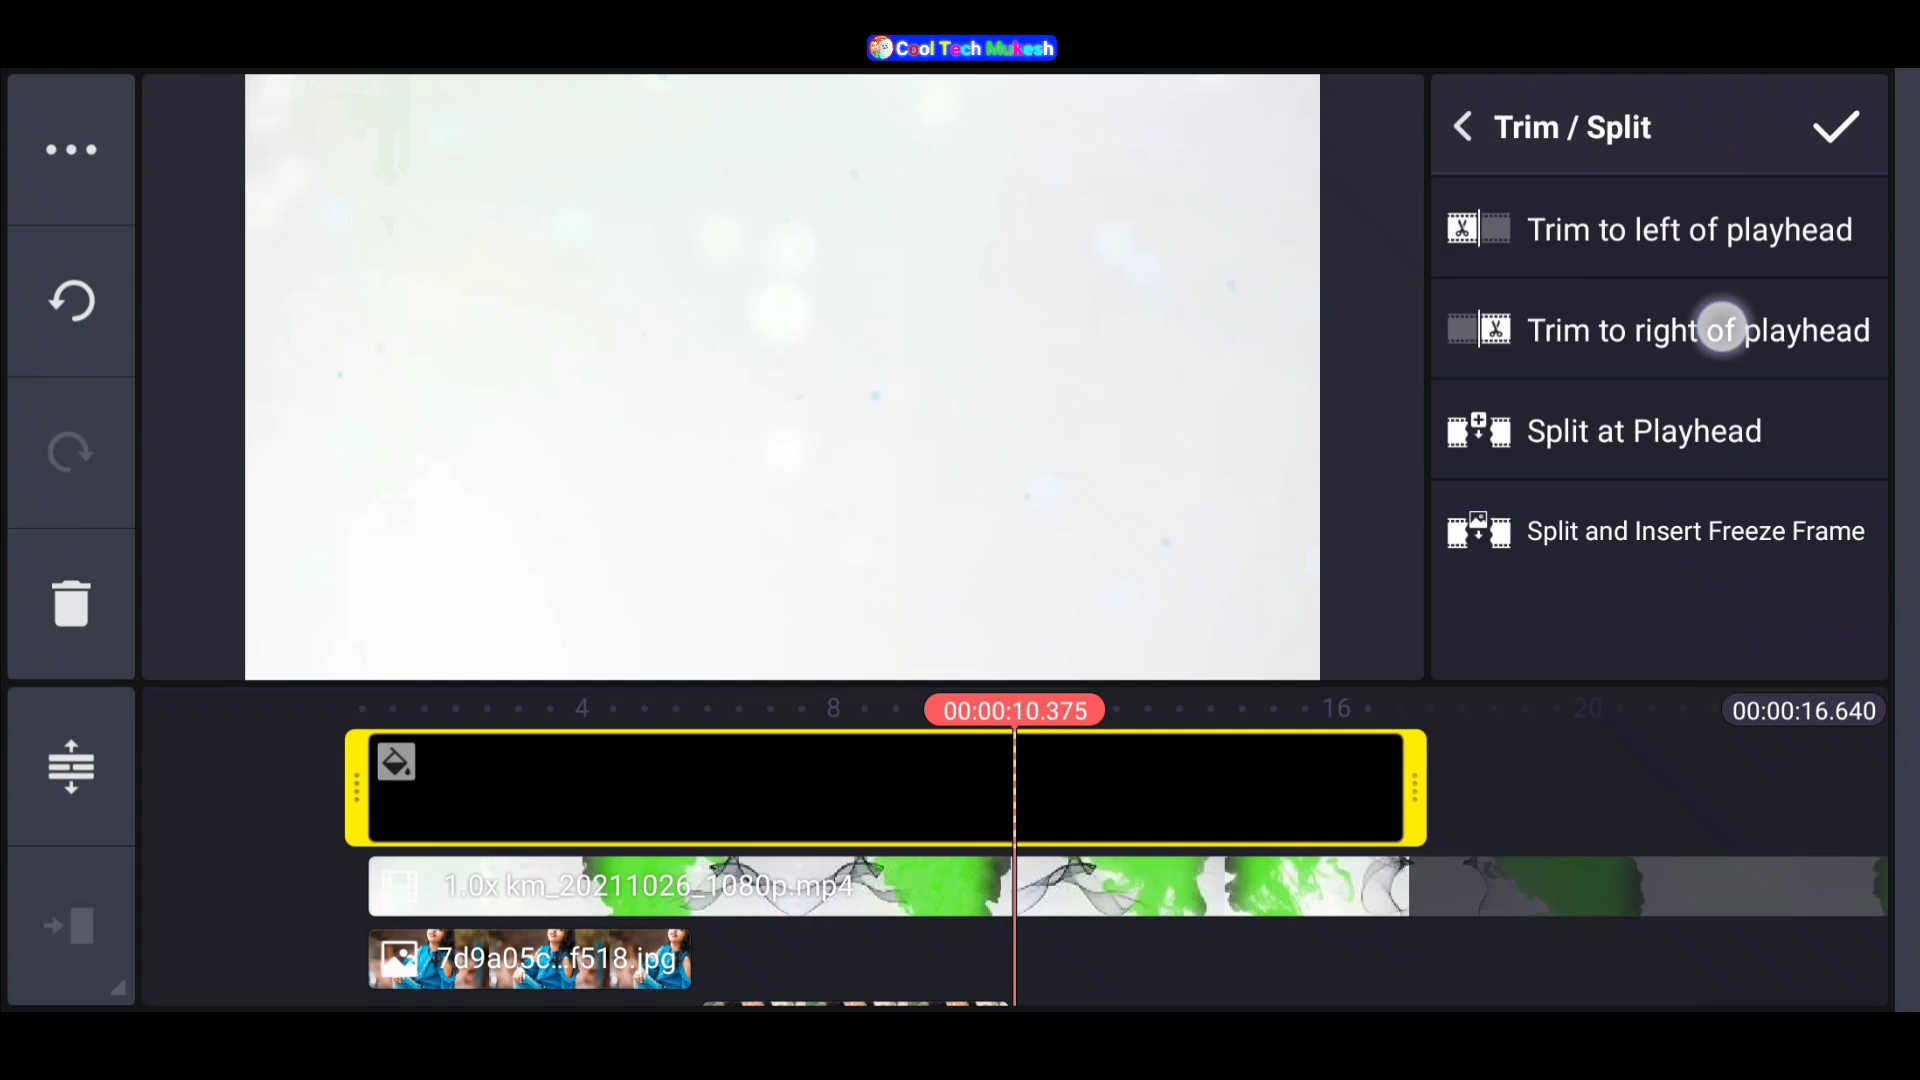 Cool Tech Mukesh
Trim / Split
Trim to left of playhead
Trim to right of playhead
Split at Playhead
Split and Insert Freeze Frame
4 8 00:00:10.375 16 20 00:00:16.640
1.0x km_20211026_1080p.mp4
7d9a05c...f518.jpg